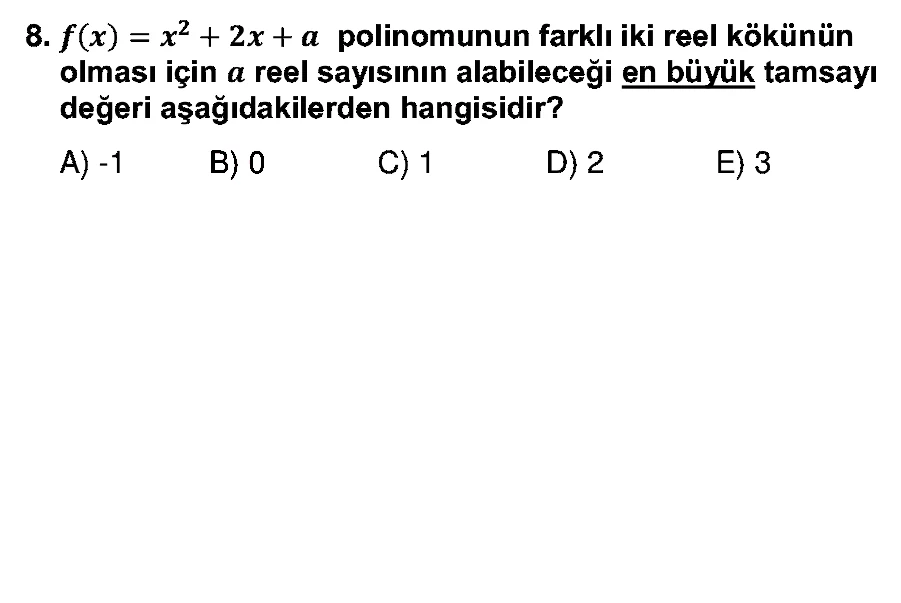 8. f(x) = x² + 2x + a polinomunun farklı iki reel kökünün
olması için a reel sayısının alabileceği en büyük tamsayı
değeri aşağıdakilerden hangisidir?
A) -1 B) 0 C) 1 D) 2 E) 3